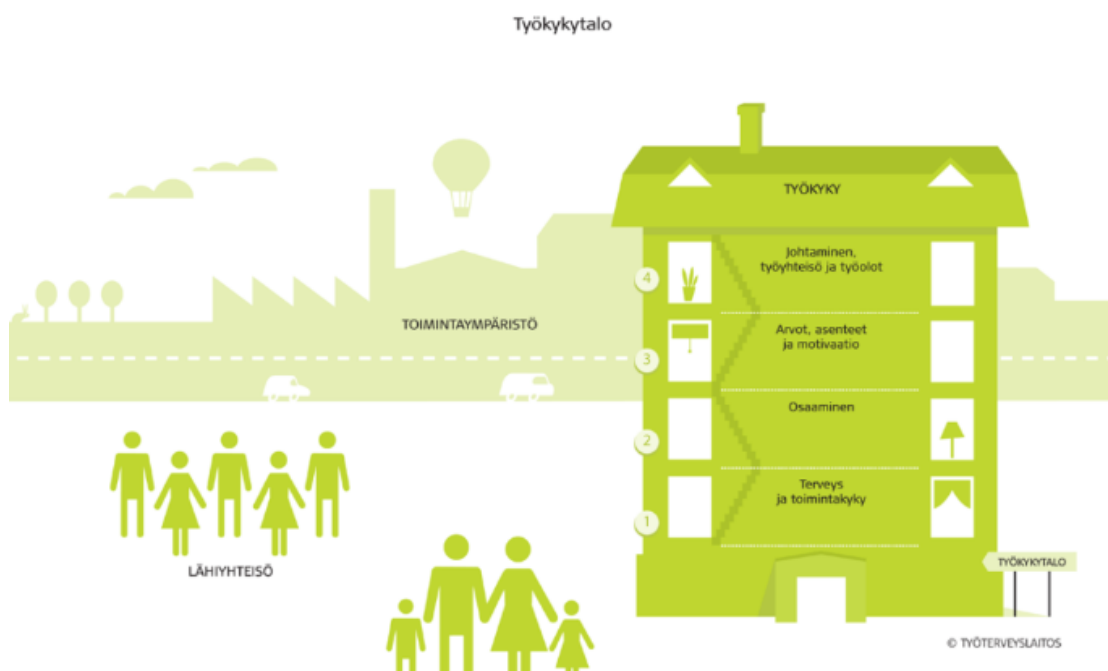 Työkykytalo
TYÖKYKY
4
Johtaminen,
työyhteisö ja työolot
TOIMINTAYMPÄRISTÖ
3
Arvot, asenteet
ja motivaatio
2
Osaaminen
1
Terveys
ja toimintakyky
LÄHIYHTEISÖ
TYÖKYKYTALO
© TYÖTERVEYSLAITOS